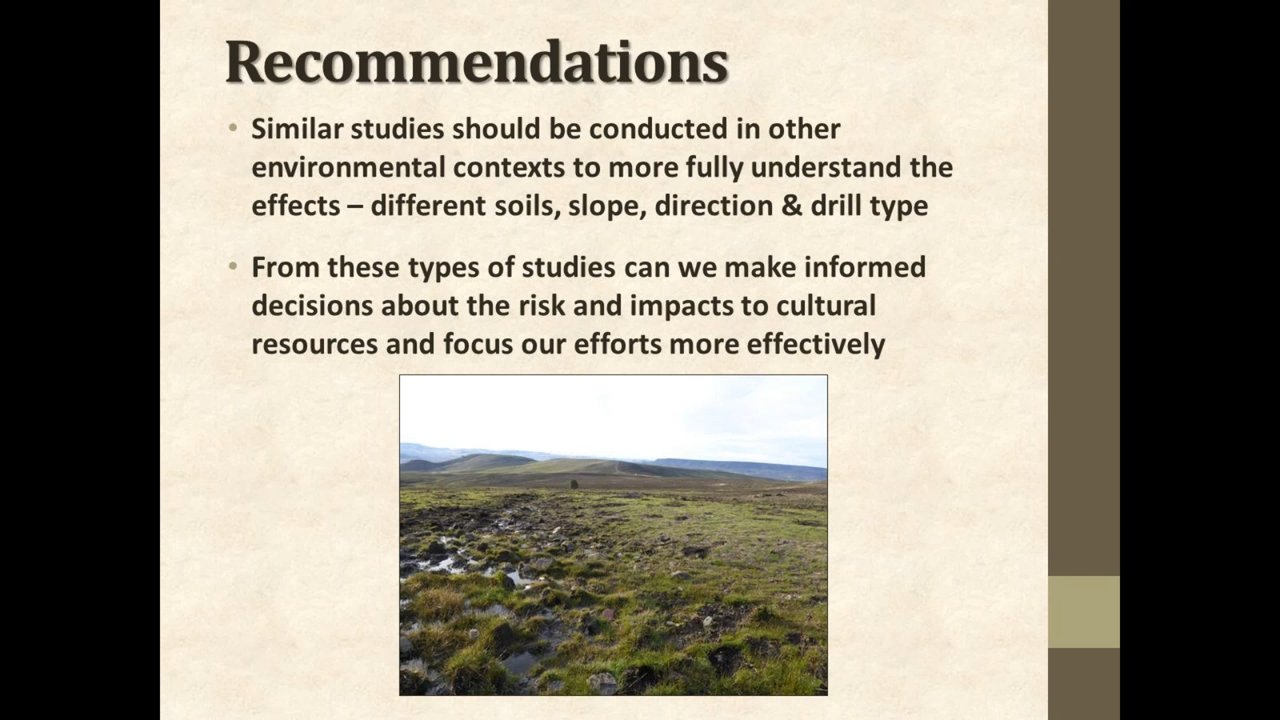 Recommendations
• Similar studies should be conducted in other
environmental contexts to more fully understand the
effects – different soils, slope, direction & drill type
• From these types of studies can we make informed
decisions about the risk and impacts to cultural
resources and focus our efforts more effectively